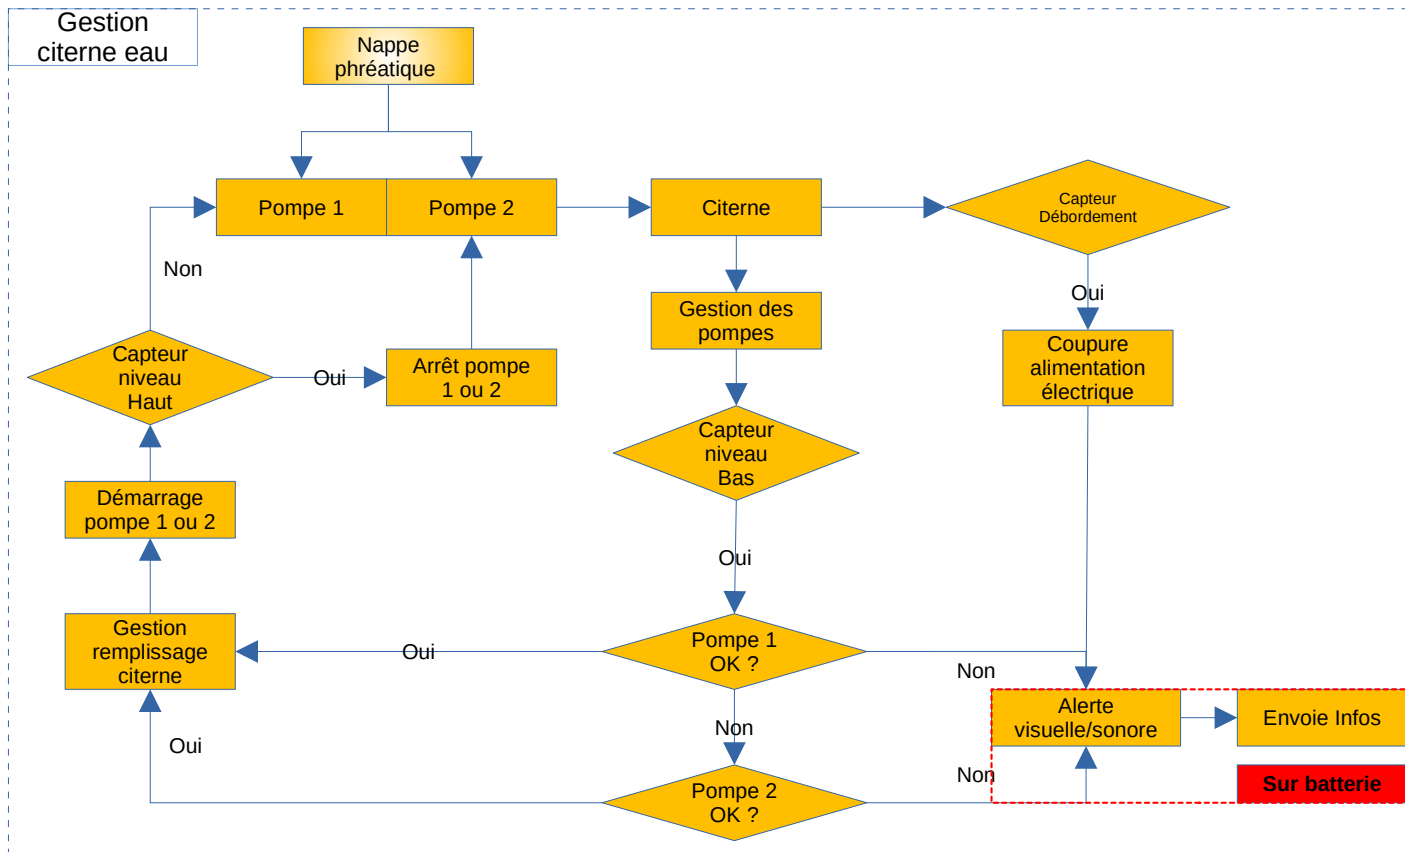 Gestion
citerne eau
Nappe
phréatique
Pompe 1
Pompe 2
Citerne
Capteur
Débordement
Non
Gestion des
pompes
Oui
Capteur
niveau
Haut
Oui
Arrêt pompe
1 ou 2
Coupure
alimentation
électrique
Capteur
niveau
Bas
Démarrage
pompe 1 ou 2
Oui
Gestion
remplissage
citerne
Oui
Pompe 1
OK ?
Non
Oui
Non
Alerte
visuelle/sonore
Envoie Infos
Non
Sur batterie
Pompe 2
OK ?